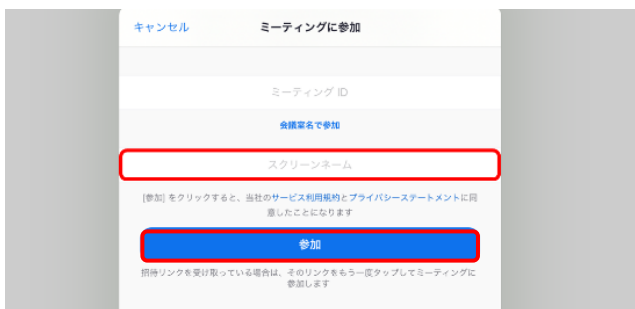 キャンセル ミーティングに参加
ミーティング ID
会議室名で参加
スクリーンネーム
[参加] をクリックすると、当社のサービス利用規約とプライバシーステートメントに同
意したことになります
参加
招待リンクを受け取っている場合は、そのリンクをもう一度タップしてミーティングに
参加します